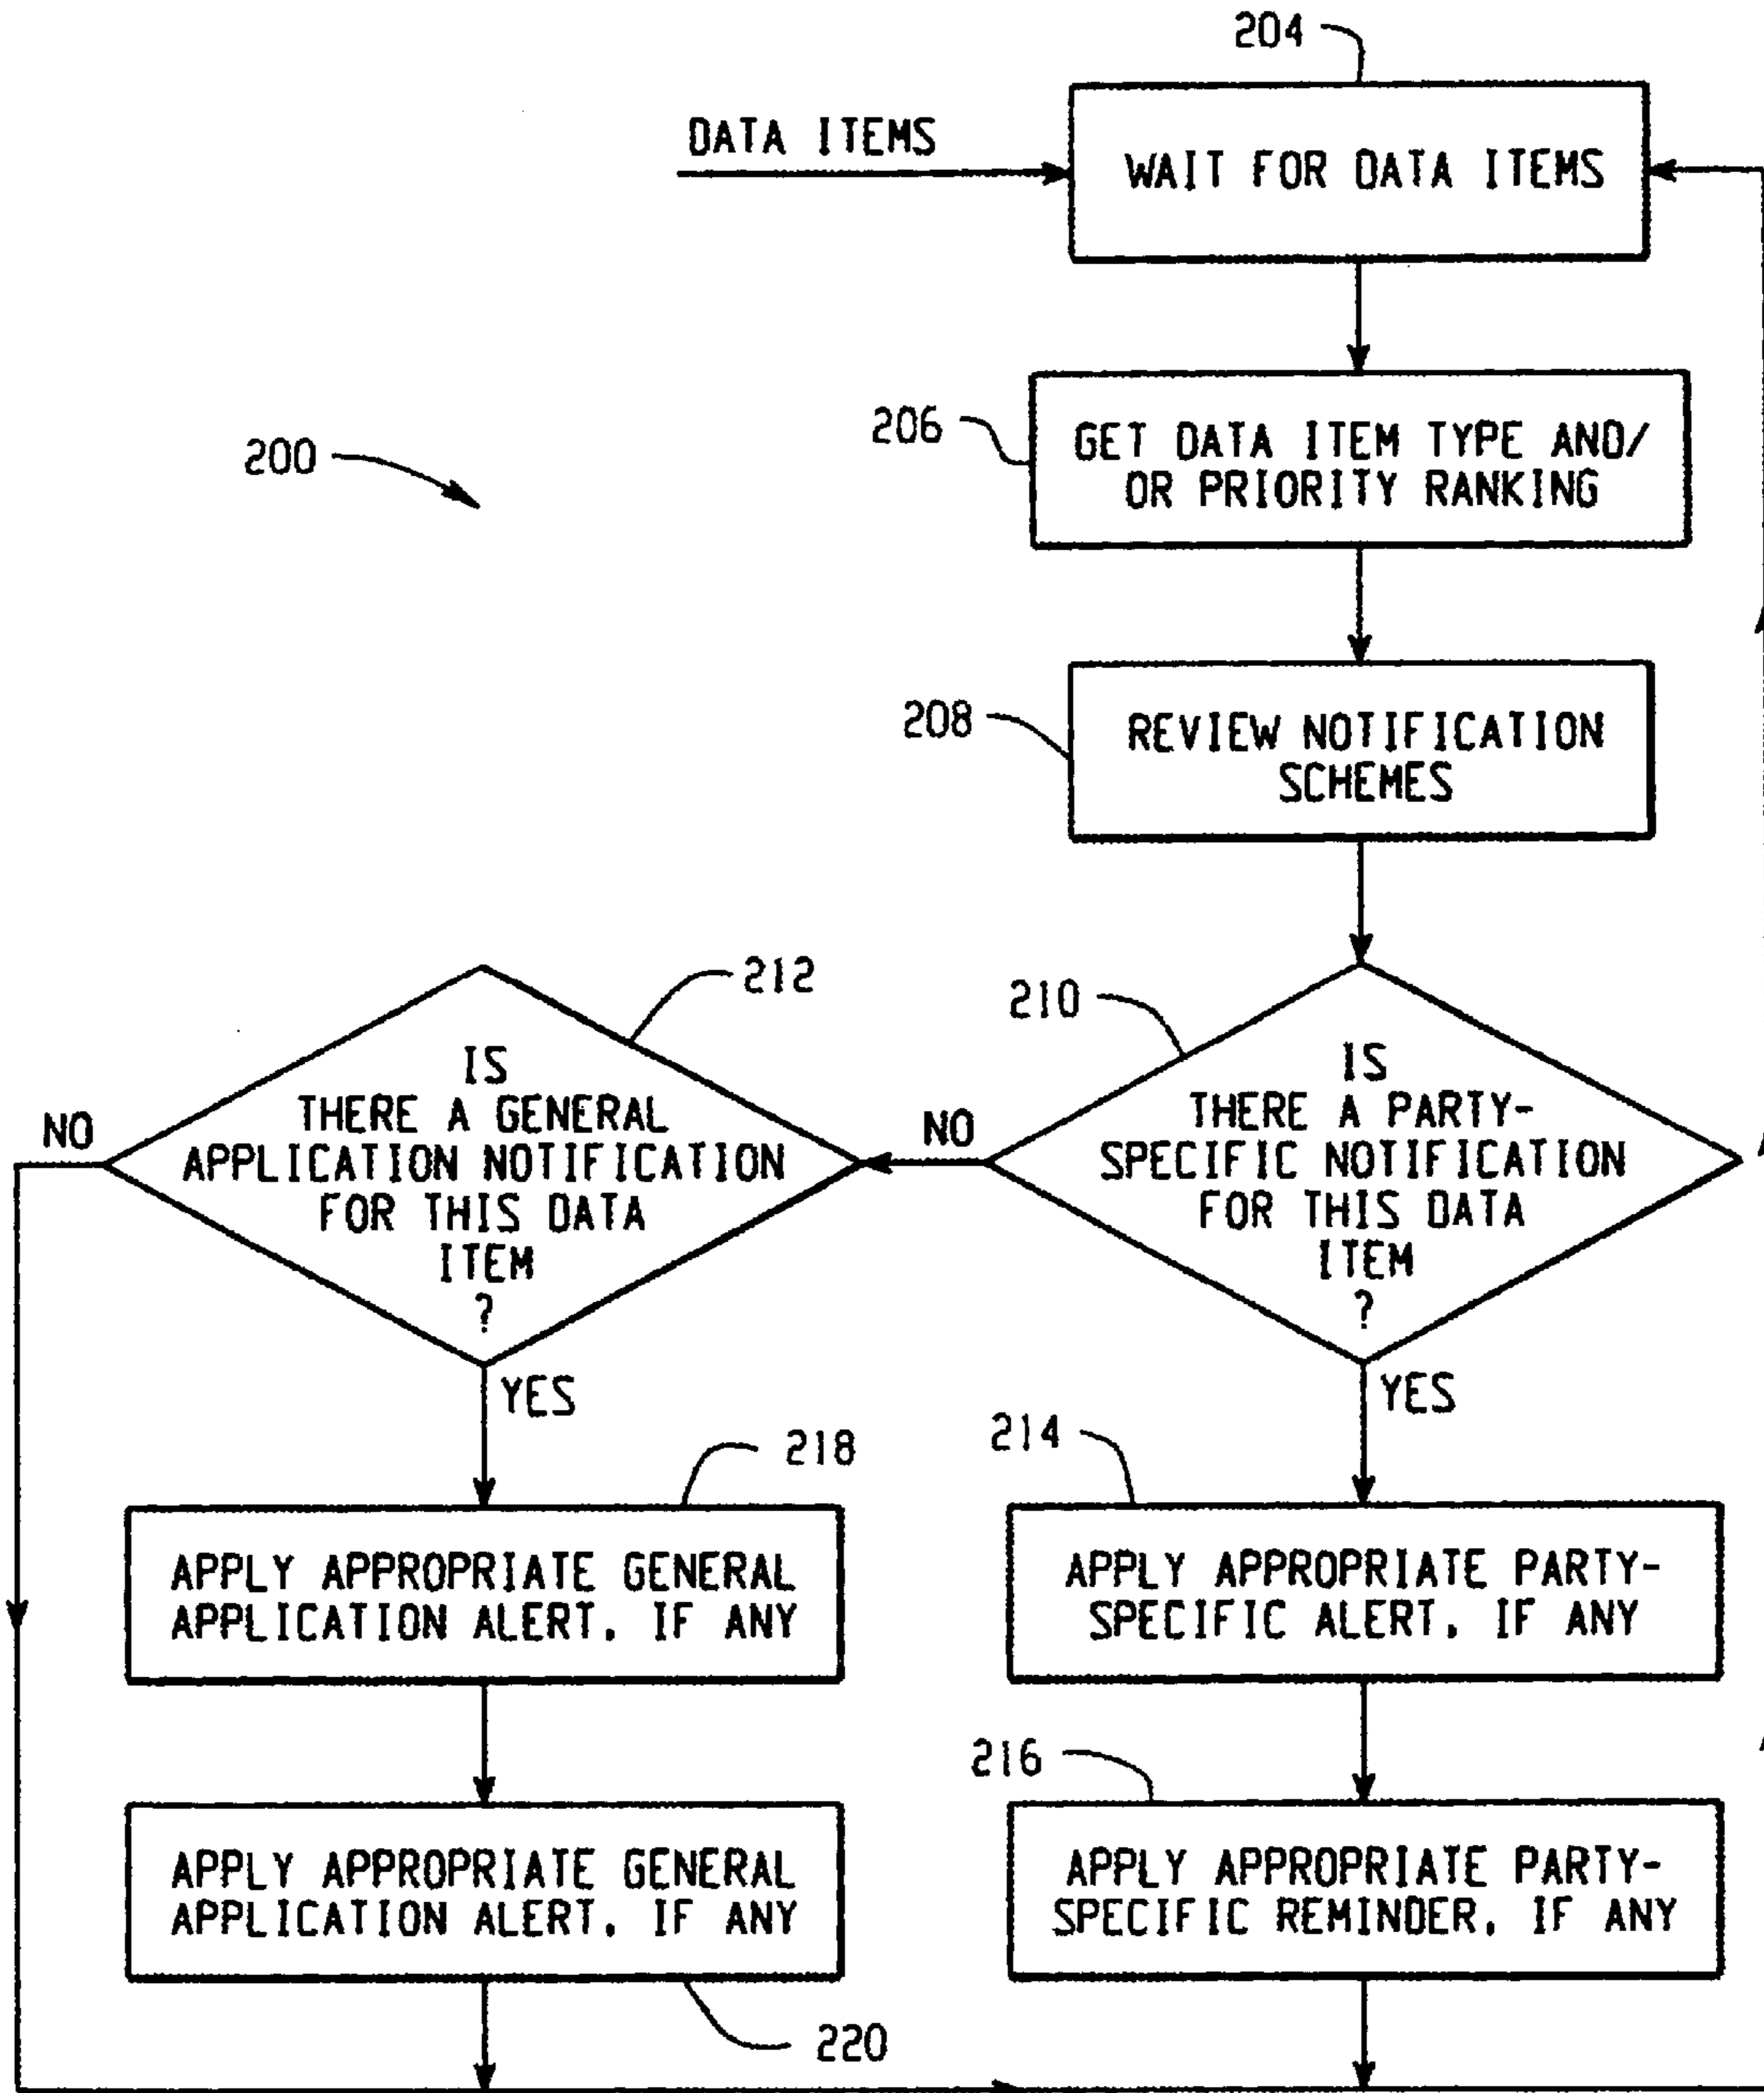 204
DATA ITEMS
WAIT FOR DATA ITEMS
206
GET DATA ITEM TYPE AND/
OR PRIORITY RANKING
200
208
REVIEW NOTIFICATION
SCHEMES
212
210
IS
THERE A GENERAL
APPLICATION NOTIFICATION
FOR THIS DATA
ITEM
?
NO
IS
THERE A PARTY-
SPECIFIC NOTIFICATION
FOR THIS DATA
ITEM
?
NO
YES
YES
218
214
APPLY APPROPRIATE GENERAL
APPLICATION ALERT, IF ANY
APPLY APPROPRIATE PARTY-
SPECIFIC ALERT, IF ANY
216
APPLY APPROPRIATE GENERAL
APPLICATION ALERT, IF ANY
APPLY APPROPRIATE PARTY-
SPECIFIC REMINDER, IF ANY
220